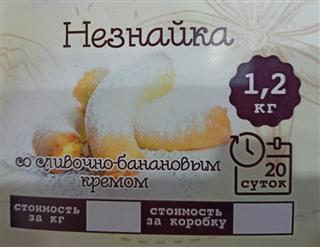 Незнайка
1,2
кг
со сливочно-банановым
кремом
20
суток
стоимость
за кг
стоимость
за коробку